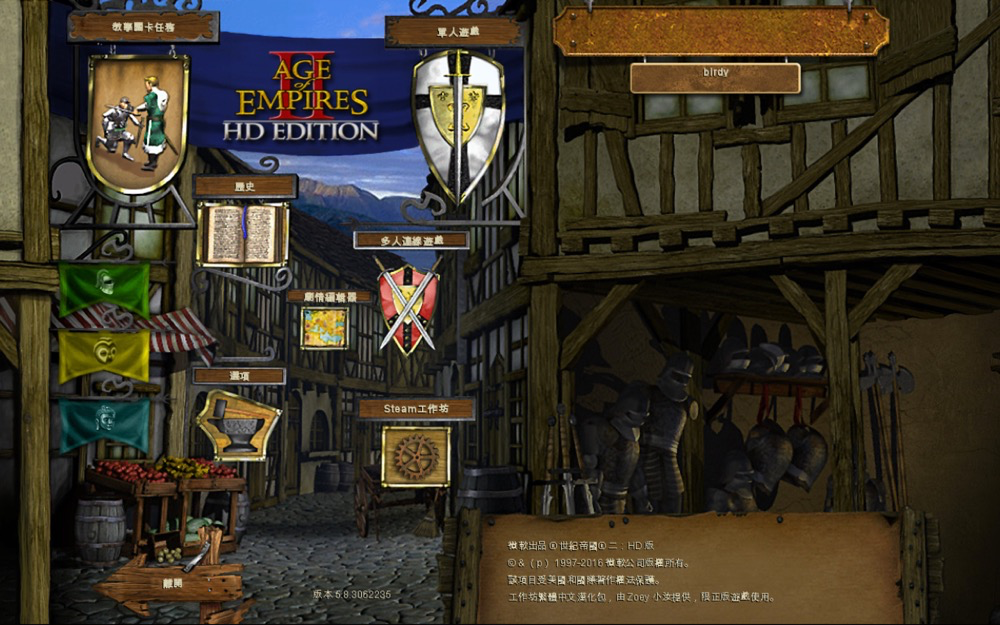 教學關卡任務
單人遊戲
birdy
AGE
of
EMPIRES
II
HD EDITION
歷史
多人連線遊戲
劇情編輯器
選項
Steam工作坊
離開
版本 5.8 3062235
微軟出品 ® 世紀帝國® 二：HD 版
© & (p) 1997-2016 微軟公司版權所有。
該項目受美國和國際著作權法保護。
工作坊繁體中文漢化包，由 Zoey 小汝提供，限正版遊戲使用。